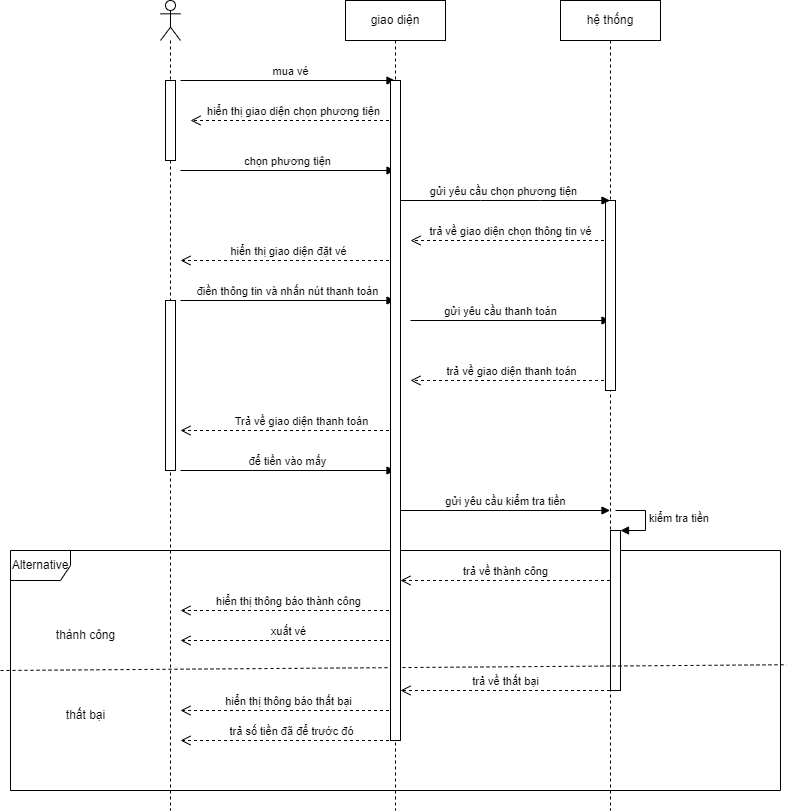 giao diện
hệ thống
mua vé
hiển thị giao diện chọn phương tiện
chọn phương tiện
gửi yêu cầu chọn phương tiện
trả về giao diện chọn thông tin vé
hiển thị giao diện đặt vé
điền thông tin và nhấn nút thanh toán
gửi yêu cầu thanh toán
trả về giao diện thanh toán
Trả về giao diện thanh toán
để tiền vào mấy
gửi yêu cầu kiểm tra tiền
kiểm tra tiền
Alternative
trả về thành công
hiển thị thông báo thành công
xuất vé
thành công
trả về thất bại
hiển thị thông báo thất bại
thất bại
trả số tiền đã để trước đó